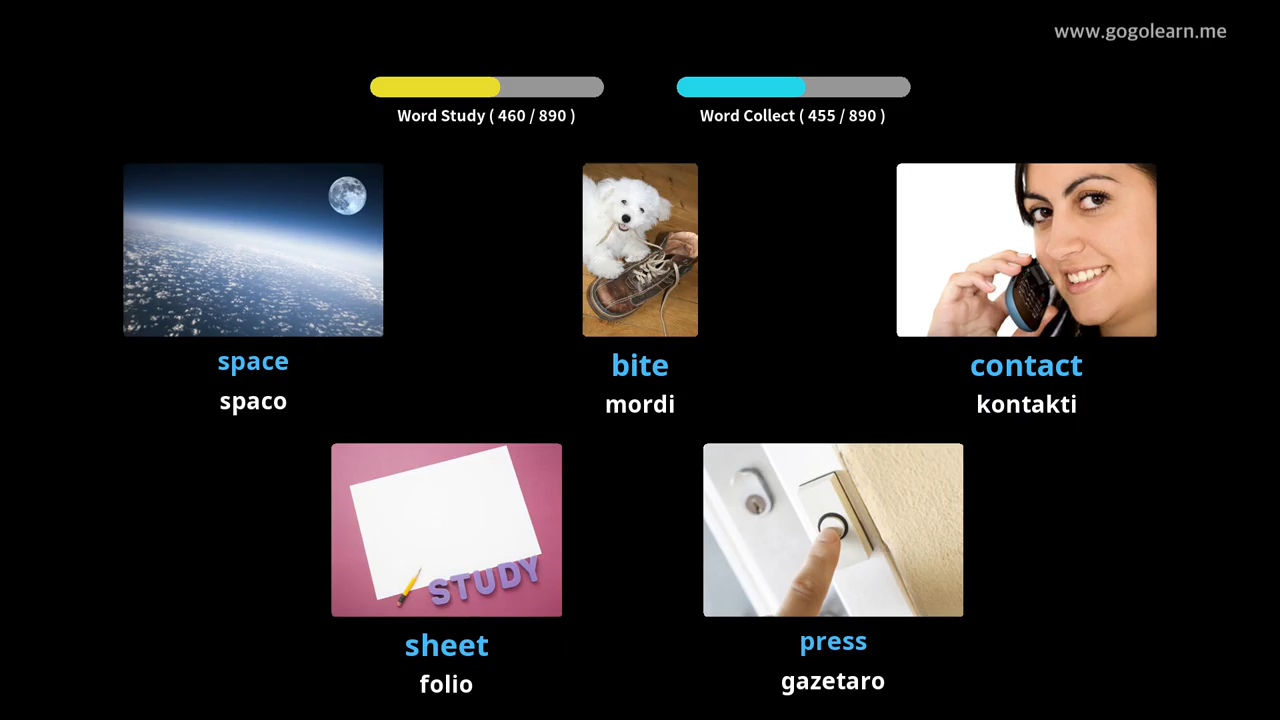 www.gogolearn.me
Word Study ( 460 / 890 )
Word Collect ( 455 / 890 )
space
spaco
bite
mordi
contact
kontakti
STUDY
sheet
folio
press
gazetaro